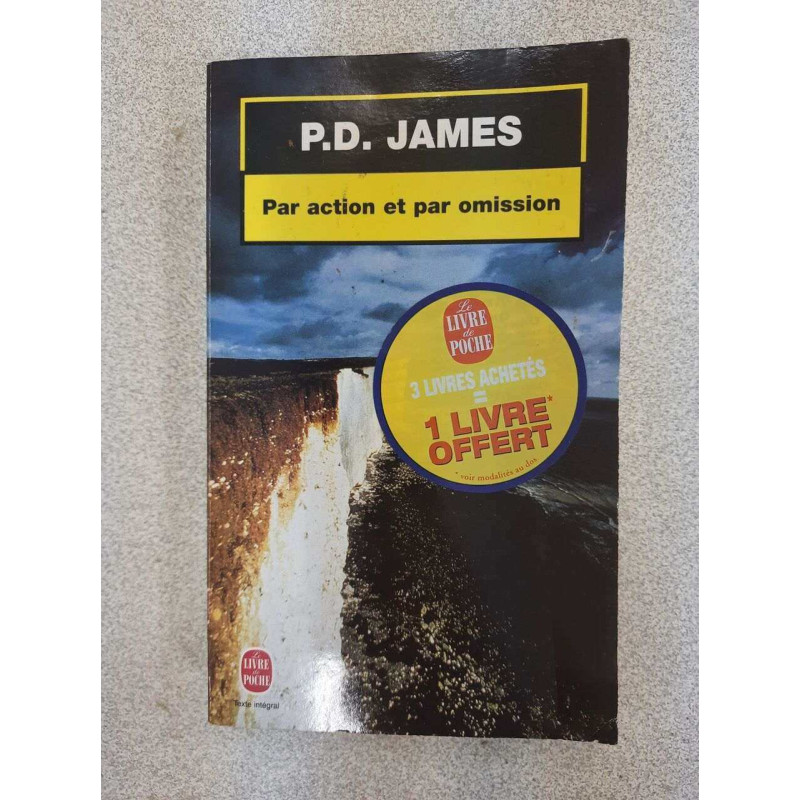 P.D. JAMES
Par action et par omission
Le
LIVRE
de
POCHE
3 LIVRES ACHETÉS
=
1 LIVRE*
OFFERT
* voir modalités au dos
Le
LIVRE
de
POCHE
Texte intégral